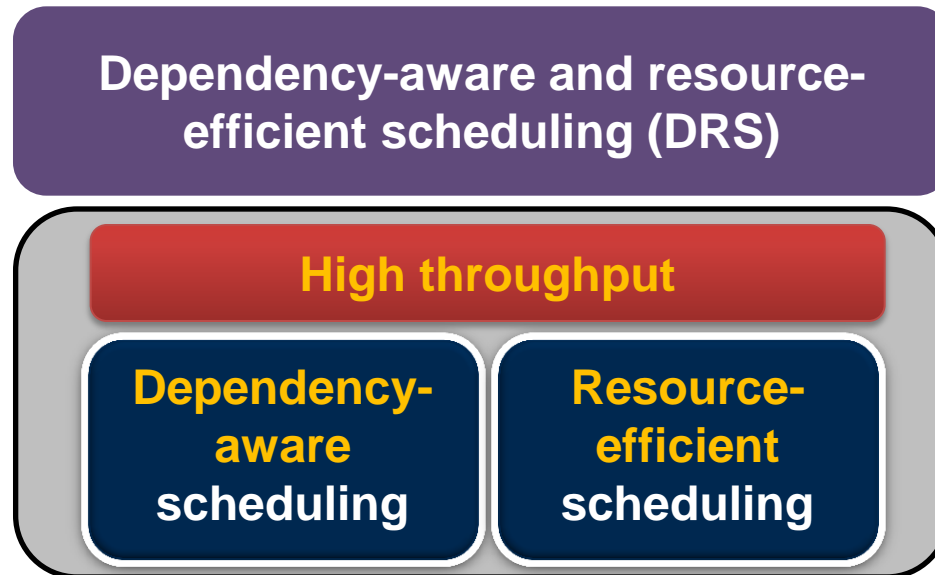 Dependency-aware and resource-
efficient scheduling (DRS)
High throughput
Dependency-
aware
scheduling
Resource-
efficient
scheduling